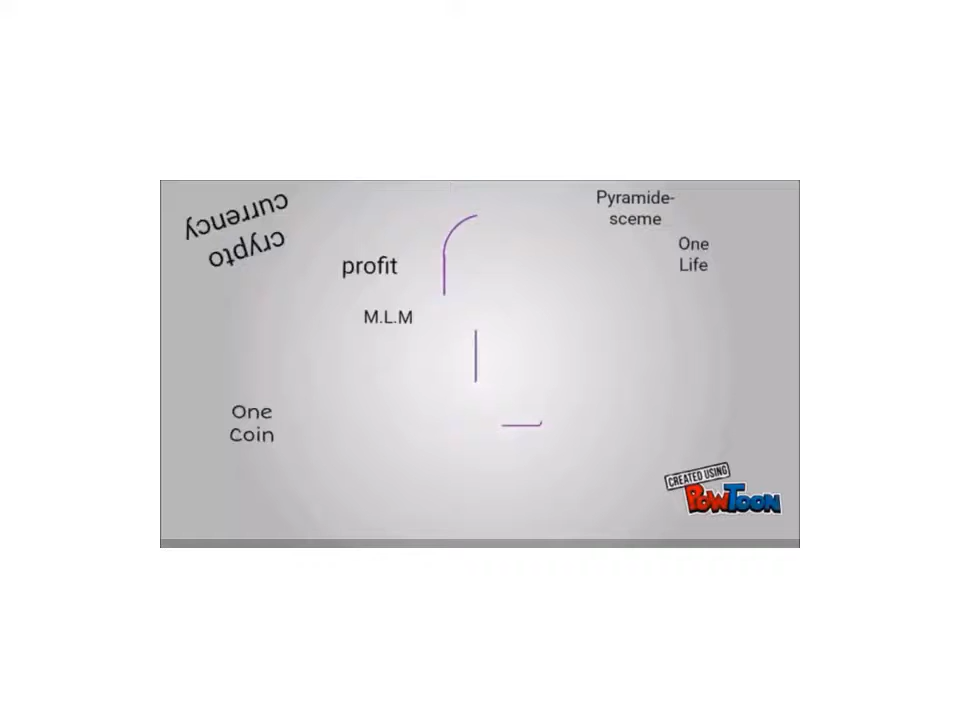 crypto
currency
profit
M.L.M
One
Coin
Pyramide-
sceme
One
Life
CREATED USING
POWTOON